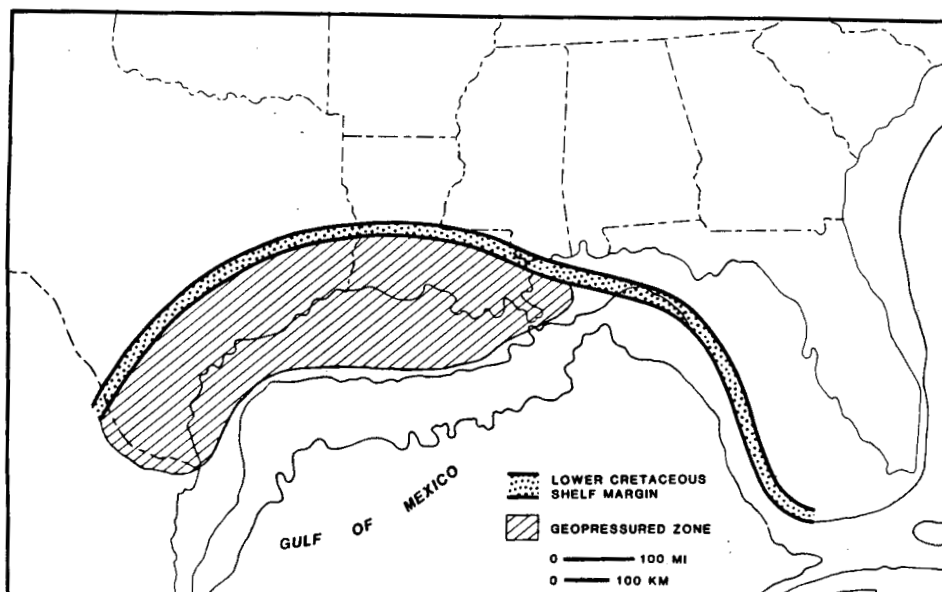 GULF OF MEXICO
LOWER CRETACEOUS
SHELF MARGIN
GEOPRESSURED ZONE
0 100 MI
0 100 KM